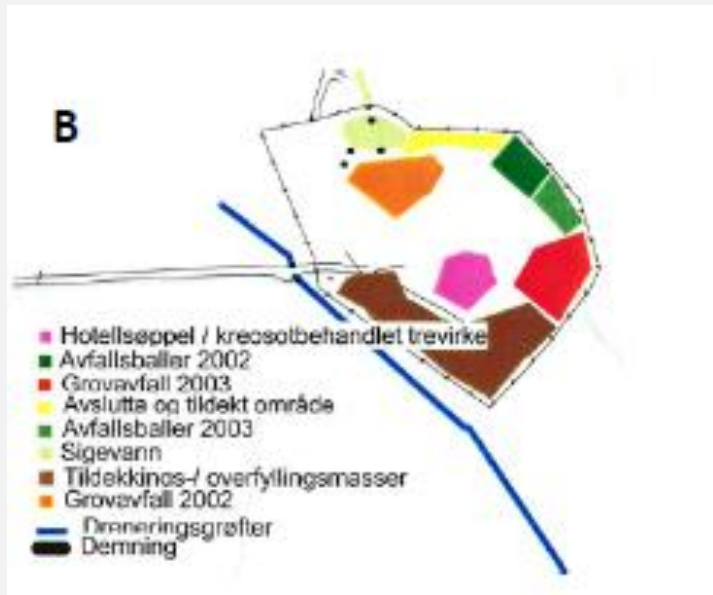 B
Hotellsøppel / kreosotbehandlet trevirke
Avfallsballer 2002
Grovavfall 2003
Avslutta og tildekt område
Avfallsballer 2003
Sigevann
Tildekkings-/ overfyllingsmasser
Grovavfall 2002
Dreneringsgrøfter
Demning